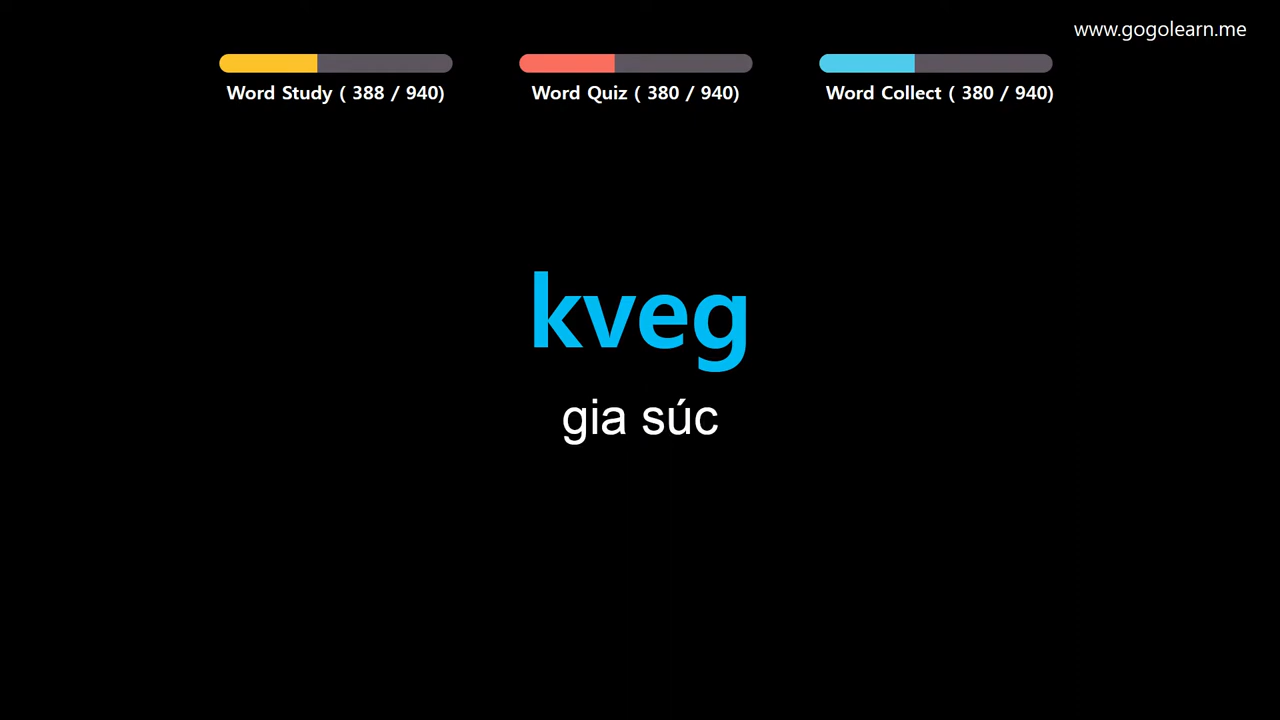 www.gogolearn.me
Word Study ( 388 / 940)
Word Quiz ( 380 / 940)
Word Collect ( 380 / 940)
kveg
gia súc